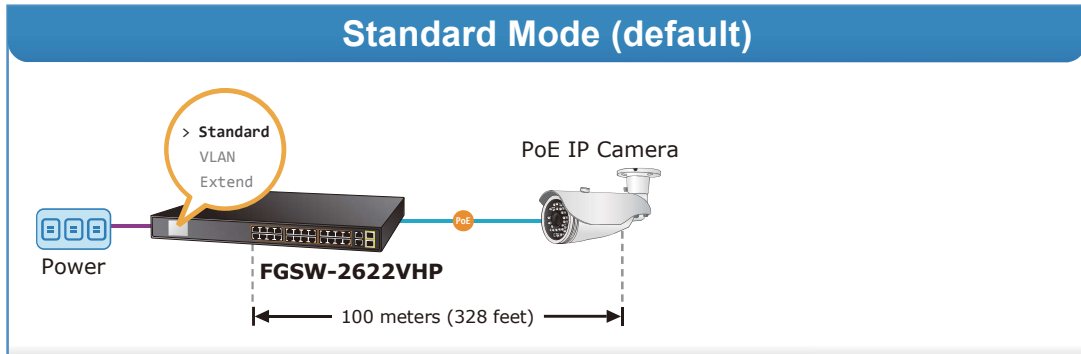 Standard Mode (default)
> Standard
VLAN
Extend
PoE IP Camera
PoE
Power
FGSW-2622VHP
100 meters (328 feet)